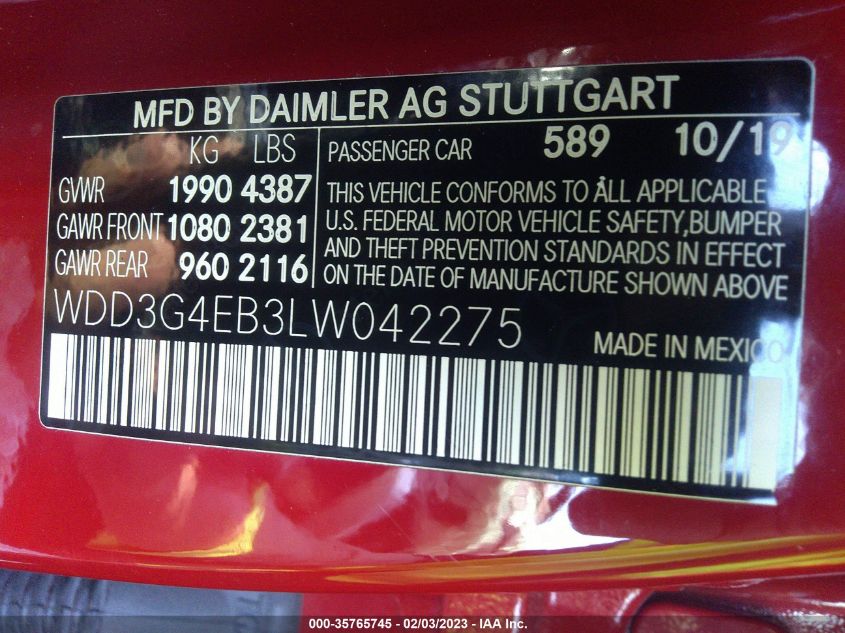 MFD BY DAIMLER AG STUTTGART
KG LBS
GVWR 1990 4387
GAWR FRONT 1080 2381
GAWR REAR 960 2116
PASSENGER CAR 589 10/19
THIS VEHICLE CONFORMS TO ALL APPLICABLE
U.S. FEDERAL MOTOR VEHICLE SAFETY, BUMPER
AND THEFT PREVENTION STANDARDS IN EFFECT
ON THE DATE OF MANUFACTURE SHOWN ABOVE
WDD3G4EB3LW042275
MADE IN MEXICO
000-35765745 - 02/03/2023 - IAA Inc.